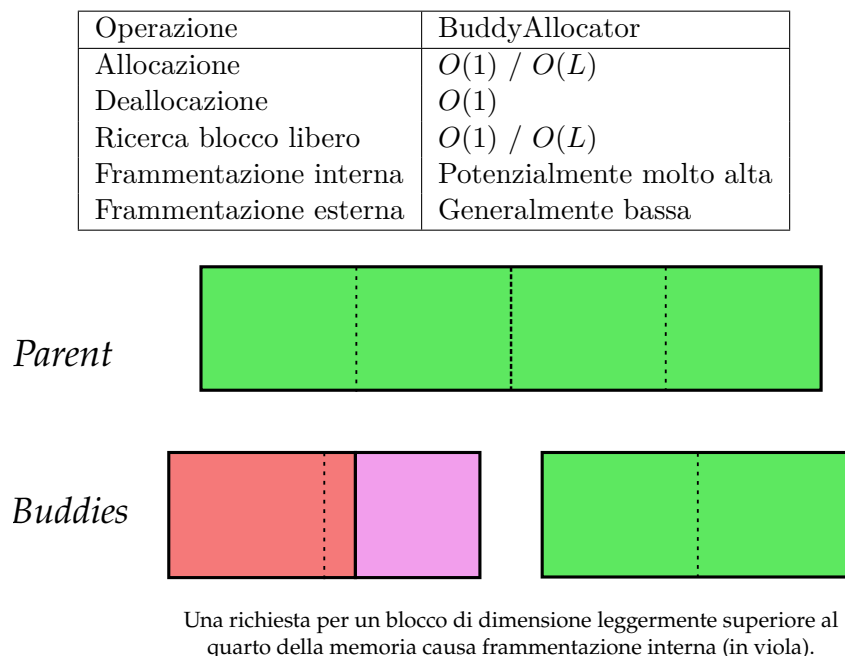 Operazione BuddyAllocator
Allocazione O(1) / O(L)
Deallocazione O(1)
Ricerca blocco libero O(1) / O(L)
Frammentazione interna Potenzialmente molto alta
Frammentazione esterna Generalmente bassa
Parent
Buddies
Una richiesta per un blocco di dimensione leggermente superiore al
quarto della memoria causa frammentazione interna (in viola).